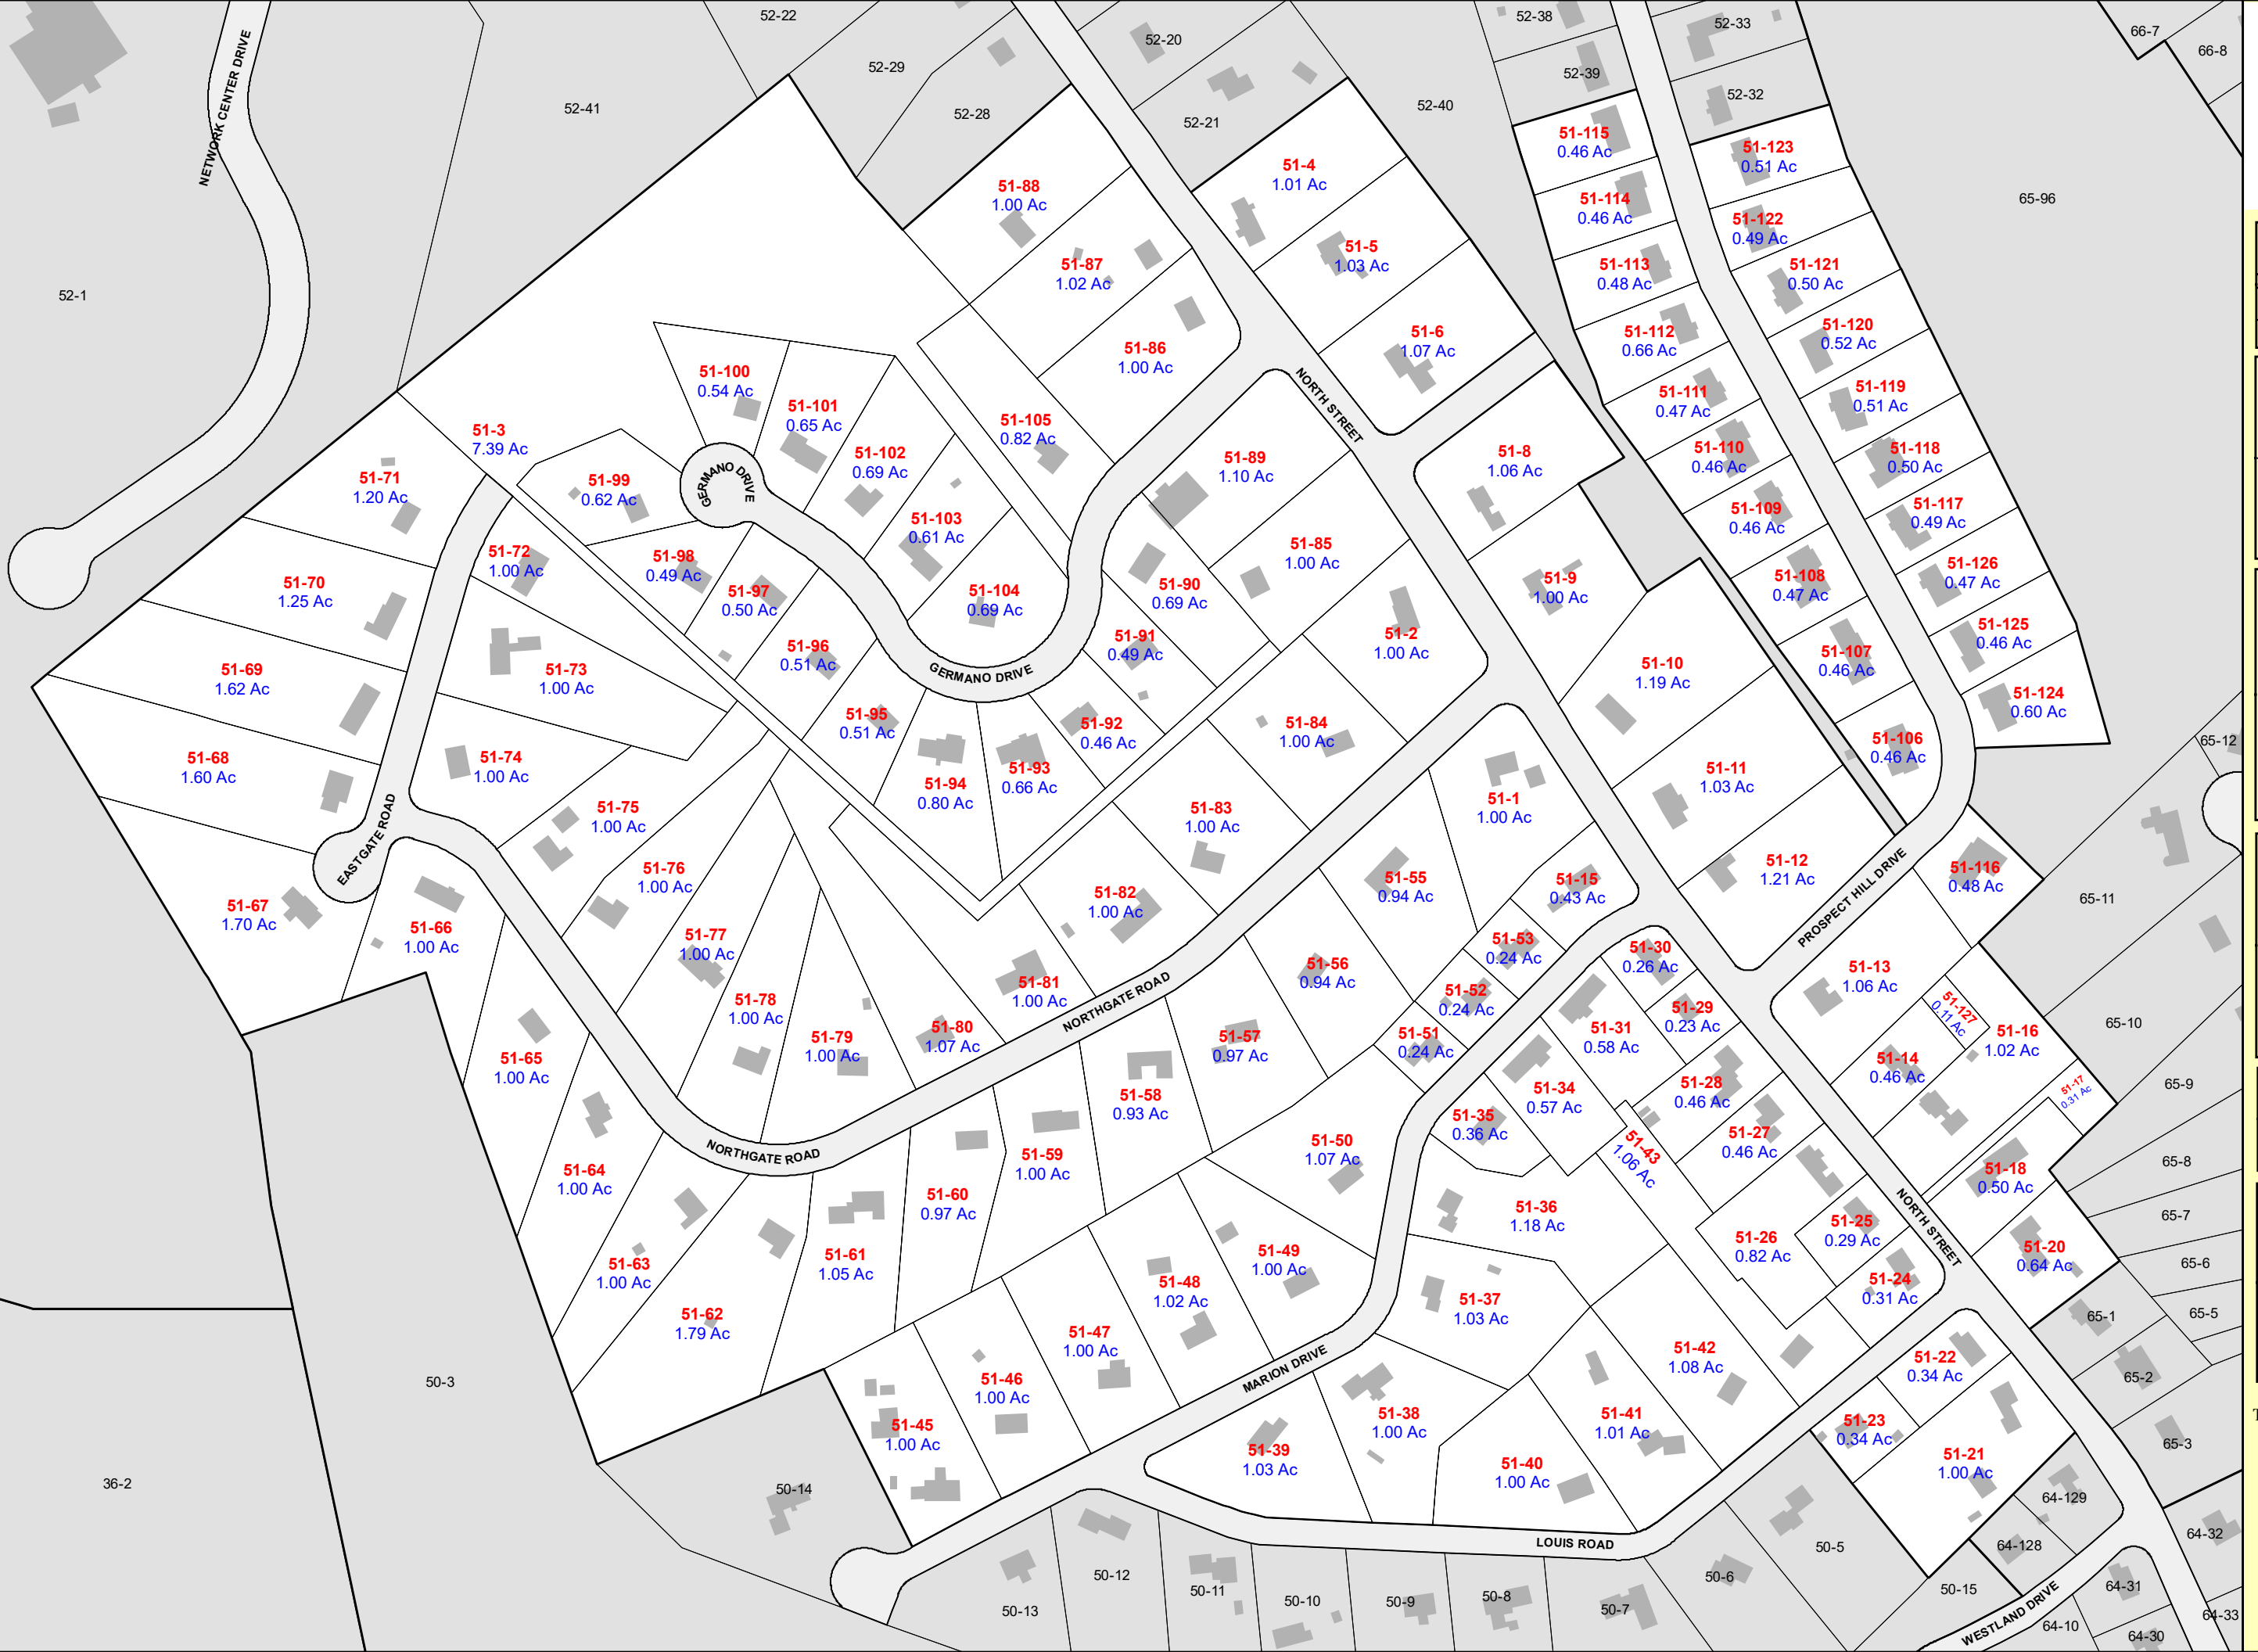 52-22
52-38
52-33
66-7
NETWORK CENTER DRIVE
52-20
66-8
52-29
52-39
52-41
52-28
52-21
52-40
52-32
51-115
0.46 Ac
51-123
0.51 Ac
51-4
1.01 Ac
51-88
1.00 Ac
51-114
0.46 Ac
65-96
51-122
0.49 Ac
51-5
1.03 Ac
51-87
1.02 Ac
51-113
0.48 Ac
51-121
0.50 Ac
52-1
51-6
1.07 Ac
51-112
0.66 Ac
51-120
0.52 Ac
51-86
1.00 Ac
51-100
0.54 Ac
NORTH STREET
51-111
0.47 Ac
51-119
0.51 Ac
51-101
0.65 Ac
51-105
0.82 Ac
51-3
7.39 Ac
51-102
0.69 Ac
51-89
1.10 Ac
51-8
1.06 Ac
51-110
0.46 Ac
51-118
0.50 Ac
51-71
1.20 Ac
51-99
0.62 Ac
GERMANO DRIVE
51-103
0.61 Ac
51-109
0.46 Ac
51-117
0.49 Ac
51-72
1.00 Ac
51-98
0.49 Ac
51-85
1.00 Ac
51-70
1.25 Ac
51-97
0.50 Ac
51-104
0.69 Ac
51-90
0.69 Ac
51-9
1.00 Ac
51-108
0.47 Ac
51-126
0.47 Ac
51-96
0.51 Ac
51-91
0.49 Ac
51-2
1.00 Ac
51-125
0.46 Ac
51-69
1.62 Ac
51-73
1.00 Ac
GERMANO DRIVE
51-10
1.19 Ac
51-107
0.46 Ac
51-124
0.60 Ac
51-95
0.51 Ac
51-92
0.46 Ac
51-84
1.00 Ac
51-106
0.46 Ac
65-12
51-68
1.60 Ac
51-74
1.00 Ac
51-94
0.80 Ac
51-93
0.66 Ac
51-1
1.00 Ac
51-11
1.03 Ac
51-75
1.00 Ac
51-83
1.00 Ac
EASTGATE ROAD
51-76
1.00 Ac
51-82
1.00 Ac
51-55
0.94 Ac
51-15
0.43 Ac
51-12
1.21 Ac
PROSPECT HILL DRIVE
51-116
0.48 Ac
65-11
51-67
1.70 Ac
51-66
1.00 Ac
51-77
1.00 Ac
51-53
0.24 Ac
51-30
0.26 Ac
51-56
0.94 Ac
51-13
1.06 Ac
51-81
1.00 Ac
NORTHGATE ROAD
51-52
0.24 Ac
51-29
0.23 Ac
51-127
0.11 Ac
51-78
1.00 Ac
51-31
0.58 Ac
51-16
1.02 Ac
65-10
51-79
1.00 Ac
51-80
1.07 Ac
51-57
0.97 Ac
51-51
0.24 Ac
51-14
0.46 Ac
51-65
1.00 Ac
51-58
0.93 Ac
51-34
0.57 Ac
51-28
0.46 Ac
51-17
0.31 Ac
65-9
51-35
0.36 Ac
51-27
0.46 Ac
51-43
1.06 Ac
NORTHGATE ROAD
51-59
1.00 Ac
51-50
1.07 Ac
65-8
51-64
1.00 Ac
51-60
0.97 Ac
51-18
0.50 Ac
51-36
1.18 Ac
NORTH STREET
65-7
51-26
0.82 Ac
51-25
0.29 Ac
51-61
1.05 Ac
51-49
1.00 Ac
51-20
0.64 Ac
65-6
51-63
1.00 Ac
51-48
1.02 Ac
51-24
0.31 Ac
51-62
1.79 Ac
51-37
1.03 Ac
65-1
65-5
51-47
1.00 Ac
51-42
1.08 Ac
51-22
0.34 Ac
50-3
MARION DRIVE
51-46
1.00 Ac
65-2
51-45
1.00 Ac
51-38
1.00 Ac
51-41
1.01 Ac
51-23
0.34 Ac
65-3
51-39
1.03 Ac
51-40
1.00 Ac
51-21
1.00 Ac
36-2
50-14
64-129
LOUIS ROAD
50-5
64-128
64-32
50-12
50-11
50-6
50-15
64-31
50-13
50-10
50-9
50-8
50-7
WESTLAND DRIVE
64-10
64-33
64-30